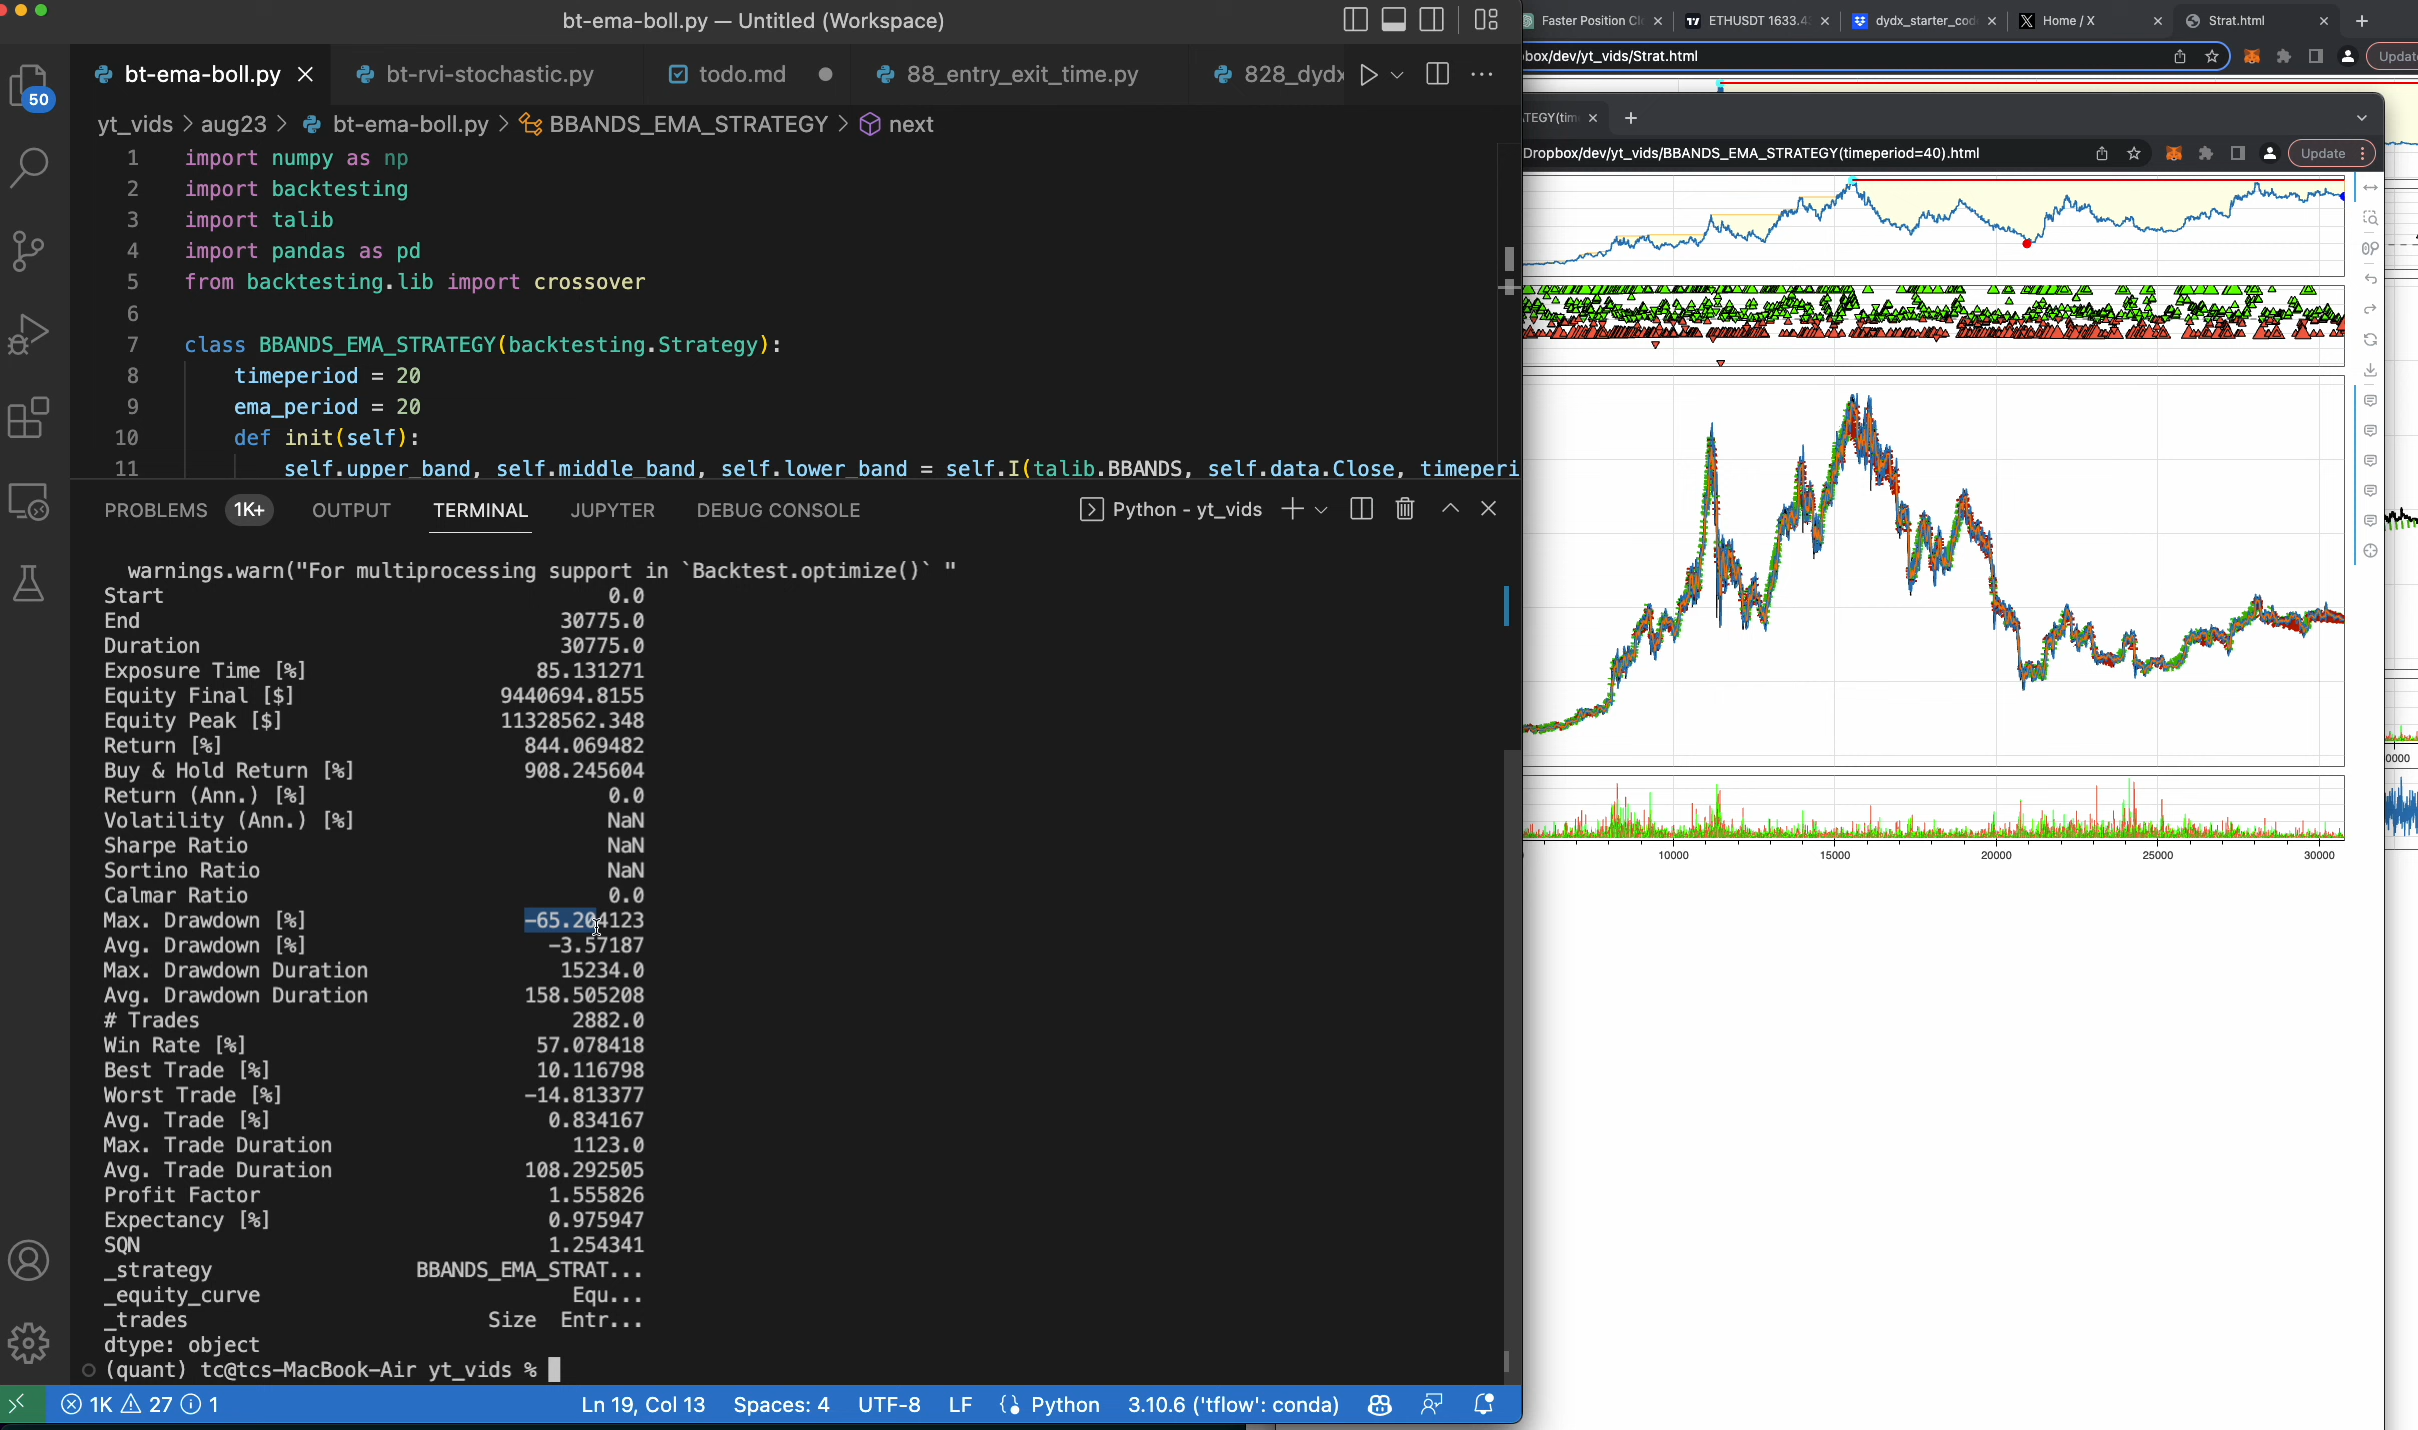 bt-ema-boll.py — Untitled (Workspace)
bt-ema-boll.py
bt-rvi-stochastic.py
todo.md
88_entry_exit_time.py
828_dydx
50
yt_vids > aug23 > bt-ema-boll.py > BBANDS_EMA_STRATEGY > next
1 import numpy as np
2 import backtesting
3 import talib
4 import pandas as pd
5 from backtesting.lib import crossover
6
7 class BBANDS_EMA_STRATEGY(backtesting.Strategy):
8 timeperiod = 20
9 ema_period = 20
10 def init(self):
11 self.upper_band, self.middle_band, self.lower_band = self.I(talib.BBANDS, self.data.Close, timeperi
PROBLEMS 1K+ OUTPUT TERMINAL JUPYTER DEBUG CONSOLE
Python - yt_vids
warnings.warn("For multiprocessing support in `Backtest.optimize()` "
Start 0.0
End 30775.0
Duration 30775.0
Exposure Time [%] 85.131271
Equity Final [$] 9440694.8155
Equity Peak [$] 11328562.348
Return [%] 844.069482
Buy & Hold Return [%] 908.245604
Return (Ann.) [%] 0.0
Volatility (Ann.) [%] NaN
Sharpe Ratio NaN
Sortino Ratio NaN
Calmar Ratio 0.0
Max. Drawdown [%] -65.204123
Avg. Drawdown [%] -3.57187
Max. Drawdown Duration 15234.0
Avg. Drawdown Duration 158.505208
# Trades 2882.0
Win Rate [%] 57.078418
Best Trade [%] 10.116798
Worst Trade [%] -14.813377
Avg. Trade [%] 0.834167
Max. Trade Duration 1123.0
Avg. Trade Duration 108.292505
Profit Factor 1.555826
Expectancy [%] 0.975947
SQN 1.254341
_strategy BBANDS_EMA_STRAT...
_equity_curve Equ...
_trades Size Entr...
dtype: object
(quant) tc@tcs-MacBook-Air yt_vids %
1K 27 1
Ln 19, Col 13 Spaces: 4 UTF-8 LF Python 3.10.6 ('tflow': conda)
Faster Position Cl
ETHUSDT 1633.4
dydx_starter_cod
Home / X
Strat.html
box/dev/yt_vids/Strat.html
Updat
TEGY(tim
Dropbox/dev/yt_vids/BBANDS_EMA_STRATEGY(timeperiod=40).html
Update
10000 15000 20000 25000 30000
0000